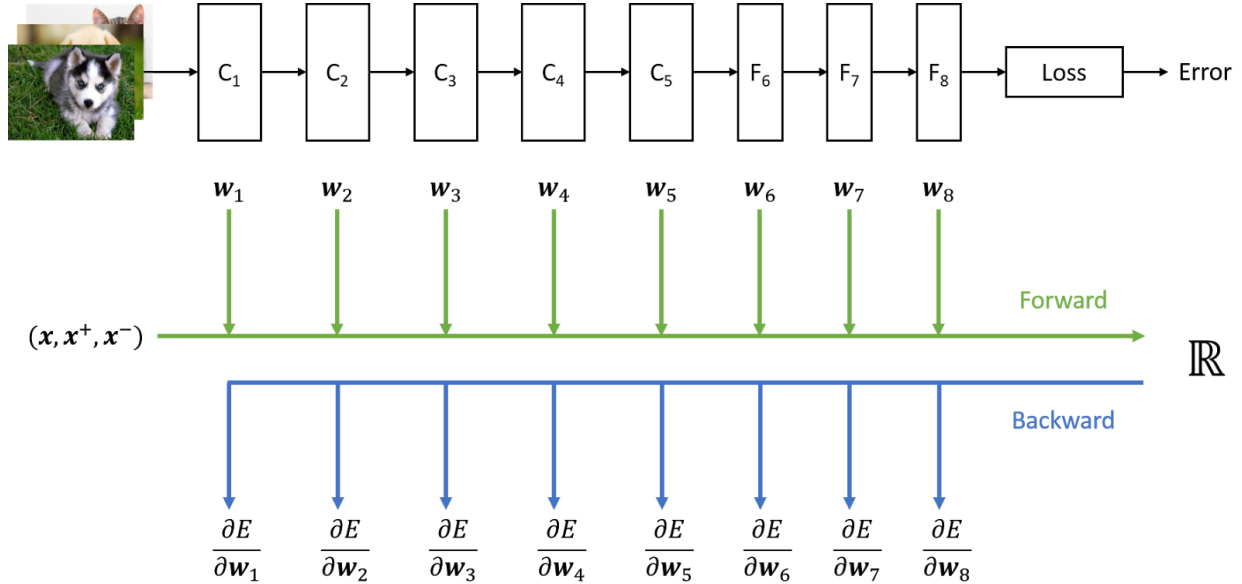 C₁ C₂ C₃ C₄ C₅ F₆ F₇ F₈ Loss Error
𝒘₁ 𝒘₂ 𝒘₃ 𝒘₄ 𝒘₅ 𝒘₆ 𝒘₇ 𝒘₈
Forward
(𝒙, 𝒙⁺, 𝒙⁻)
ℝ
Backward
∂E/∂𝒘₁ ∂E/∂𝒘₂ ∂E/∂𝒘₃ ∂E/∂𝒘₄ ∂E/∂𝒘₅ ∂E/∂𝒘₆ ∂E/∂𝒘₇ ∂E/∂𝒘₈